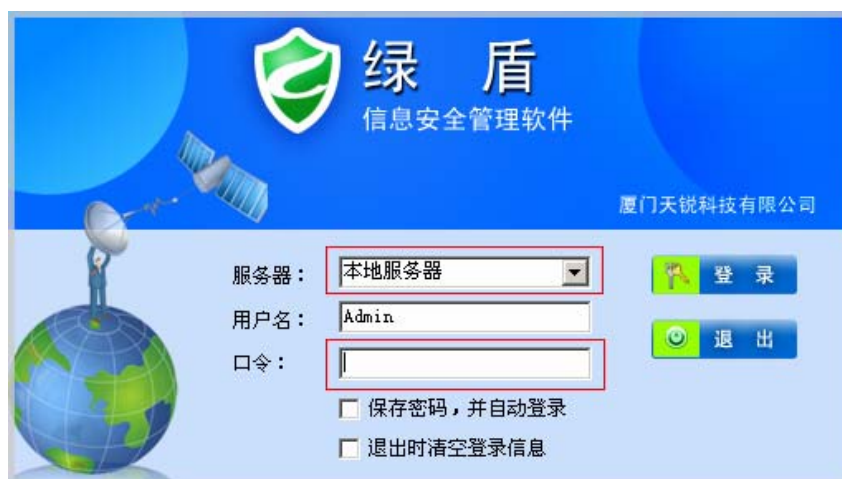 绿 盾
信息安全管理软件
厦门天锐科技有限公司
服务器： 本地服务器 登 录
用户名： Admin
退 出
口令：
保存密码，并自动登录
退出时清空登录信息